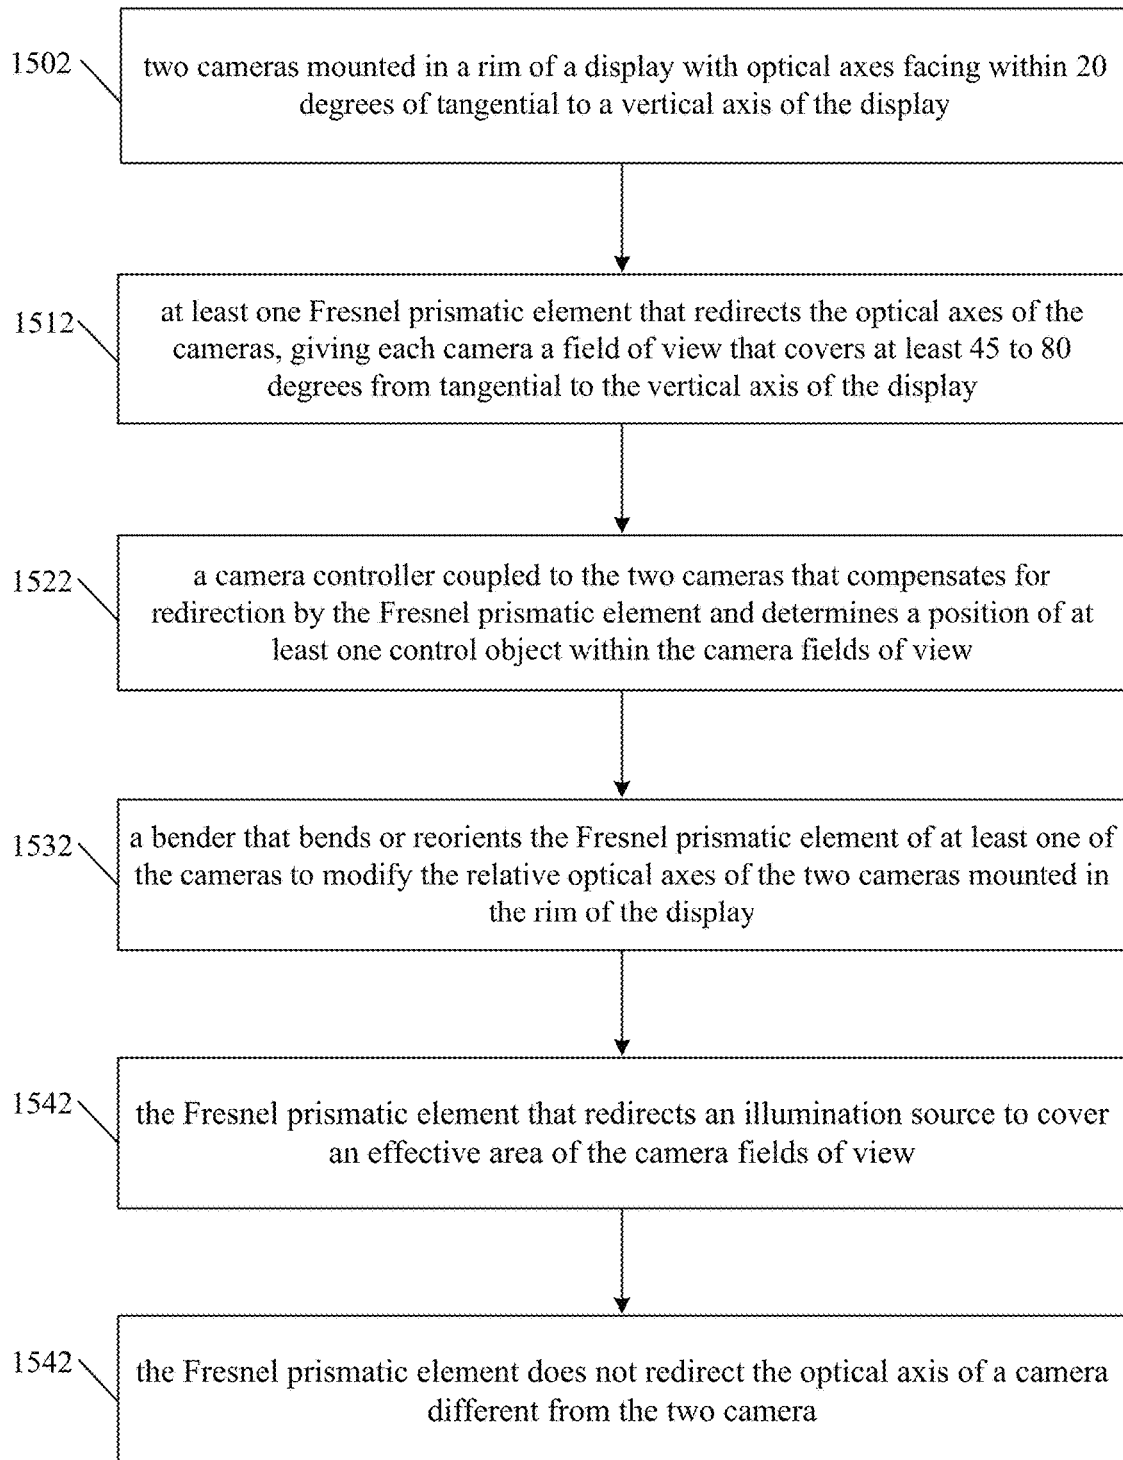 1502
two cameras mounted in a rim of a display with optical axes facing within 20
degrees of tangential to a vertical axis of the display
1512
at least one Fresnel prismatic element that redirects the optical axes of the
cameras, giving each camera a field of view that covers at least 45 to 80
degrees from tangential to the vertical axis of the display
1522
a camera controller coupled to the two cameras that compensates for
redirection by the Fresnel prismatic element and determines a position of at
least one control object within the camera fields of view
1532
a bender that bends or reorients the Fresnel prismatic element of at least one of
the cameras to modify the relative optical axes of the two cameras mounted in
the rim of the display
1542
the Fresnel prismatic element that redirects an illumination source to cover
an effective area of the camera fields of view
1542
the Fresnel prismatic element does not redirect the optical axis of a camera
different from the two camera